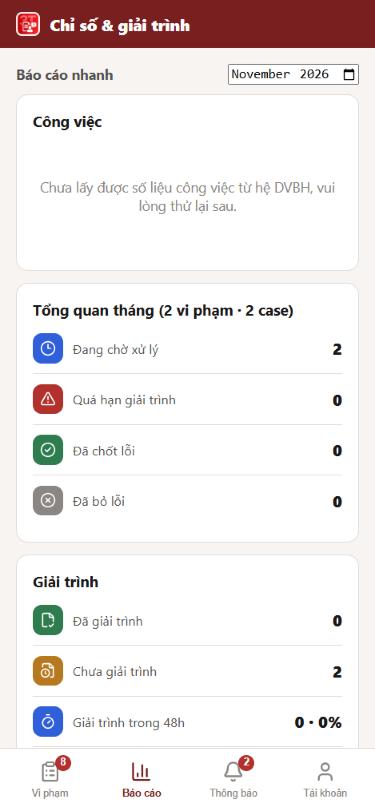 Chỉ số & giải trình
Báo cáo nhanh
November 2026
Công việc
Chưa lấy được số liệu công việc từ hệ DVBH, vui
lòng thử lại sau.
Tổng quan tháng (2 vi phạm · 2 case)
Đang chờ xử lý 2
Quá hạn giải trình 0
Đã chốt lỗi 0
Đã bỏ lỗi 0
Giải trình
Đã giải trình 0
Chưa giải trình 2
Giải trình trong 48h 0 · 0%
8 2
Vi phạm Báo cáo Thông báo Tài khoản